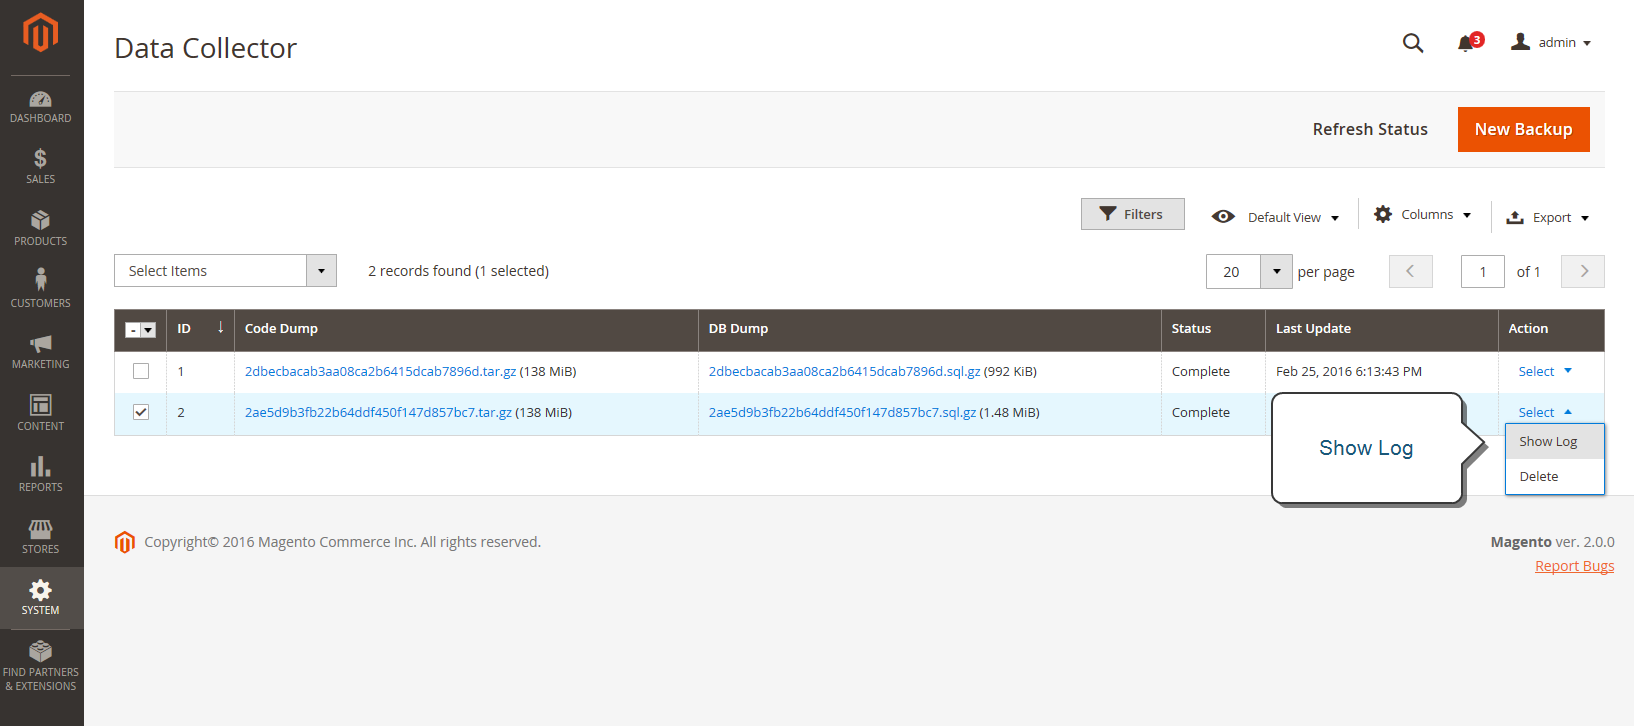 Data Collector
3
admin
DASHBOARD
SALES
PRODUCTS
CUSTOMERS
MARKETING
CONTENT
REPORTS
STORES
SYSTEM
FIND PARTNERS
& EXTENSIONS
Refresh Status
New Backup
Filters
Default View
Columns
Export
Select Items
2 records found (1 selected)
20
per page
1
of 1
ID ↓ Code Dump DB Dump Status Last Update Action
1 2dbecbacab3aa08ca2b6415dcab7896d.tar.gz (138 MiB) 2dbecbacab3aa08ca2b6415dcab7896d.sql.gz (992 KiB) Complete Feb 25, 2016 6:13:43 PM Select
2 2ae5d9b3fb22b64ddf450f147d857bc7.tar.gz (138 MiB) 2ae5d9b3fb22b64ddf450f147d857bc7.sql.gz (1.48 MiB) Complete Select
Show Log
Show Log
Delete
Copyright© 2016 Magento Commerce Inc. All rights reserved.
Magento ver. 2.0.0
Report Bugs